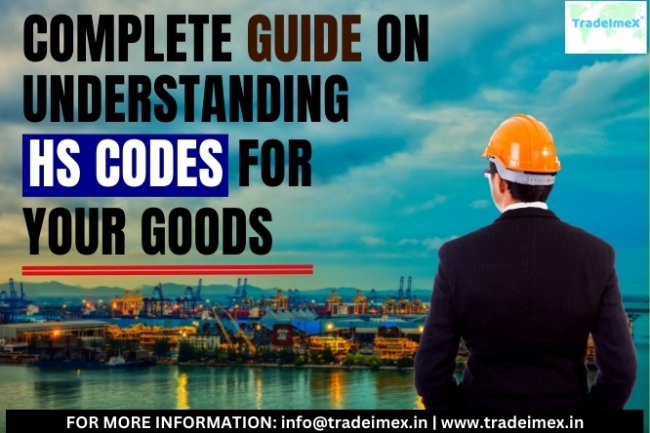 COMPLETE GUIDE ON
UNDERSTANDING
HS CODES FOR
YOUR GOODS
TradeImeX
FOR MORE INFORMATION: info@tradeimex.in | www.tradeimex.in